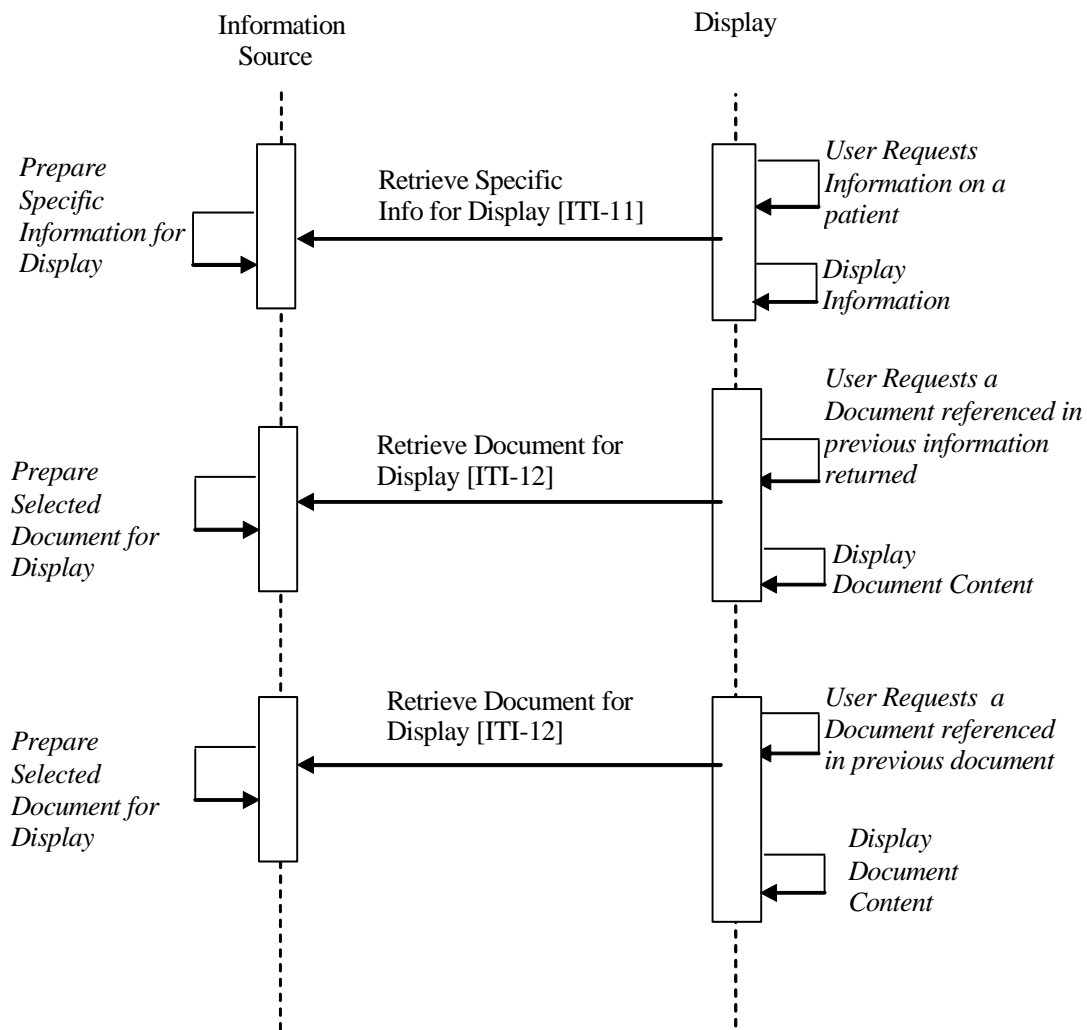 Information
Source
Display
Prepare
Specific
Information for
Display
Retrieve Specific
Info for Display [ITI-11]
User Requests
Information on a
patient
Display
Information
Prepare
Selected
Document for
Display
Retrieve Document for
Display [ITI-12]
User Requests a
Document referenced in
previous information
returned
Display
Document Content
Prepare
Selected
Document for
Display
Retrieve Document for
Display [ITI-12]
User Requests a
Document referenced
in previous document
Display
Document
Content